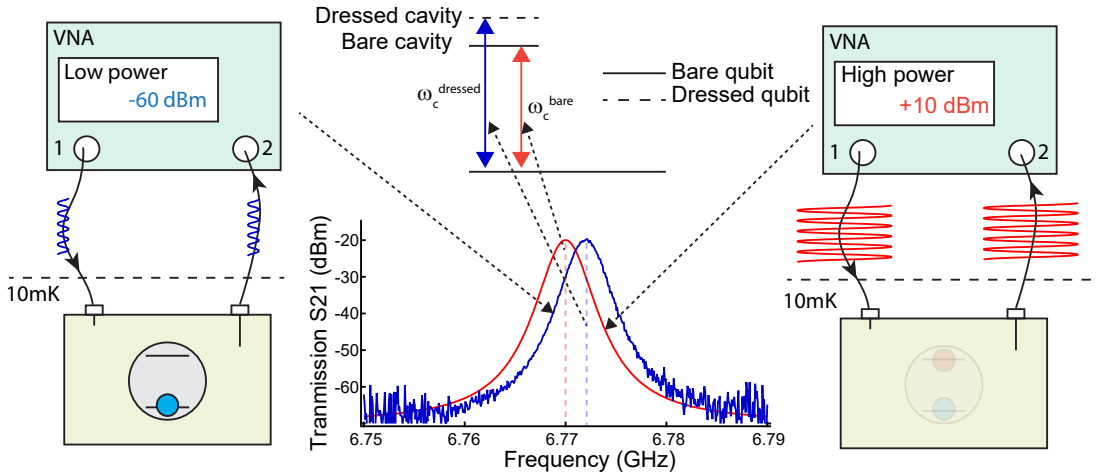 VNA
Low power
-60 dBm
1
2
10mK
Dressed cavity
Bare cavity
ω_c^dressed
ω_c^bare
Bare qubit
Dressed qubit
VNA
High power
+10 dBm
1
2
10mK
Tranmission S21 (dBm)
-20
-30
-40
-50
-60
6.75
6.76
6.77
6.78
6.79
Frequency (GHz)